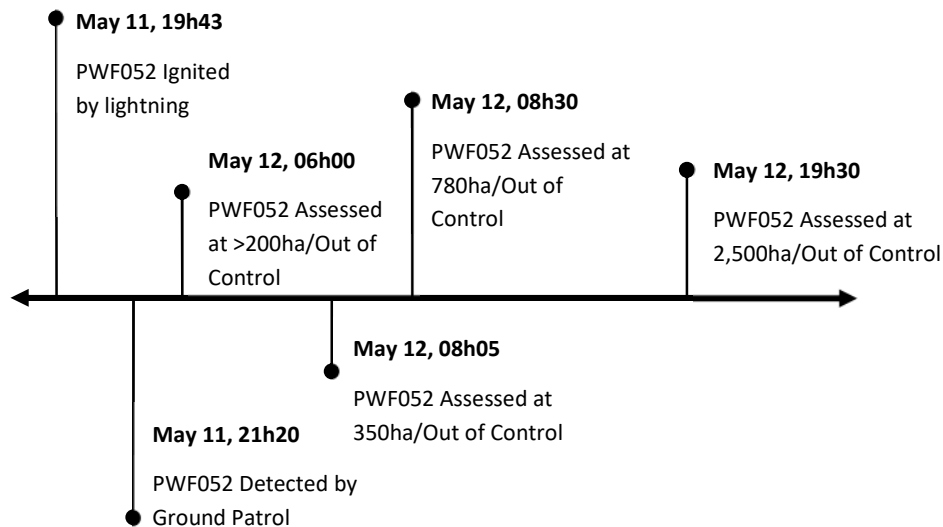 May 11, 19h43
PWF052 Ignited
by lightning
May 11, 21h20
PWF052 Detected by
Ground Patrol
May 12, 06h00
PWF052 Assessed
at >200ha/Out of
Control
May 12, 08h05
PWF052 Assessed at
350ha/Out of Control
May 12, 08h30
PWF052 Assessed at
780ha/Out of
Control
May 12, 19h30
PWF052 Assessed at
2,500ha/Out of Control